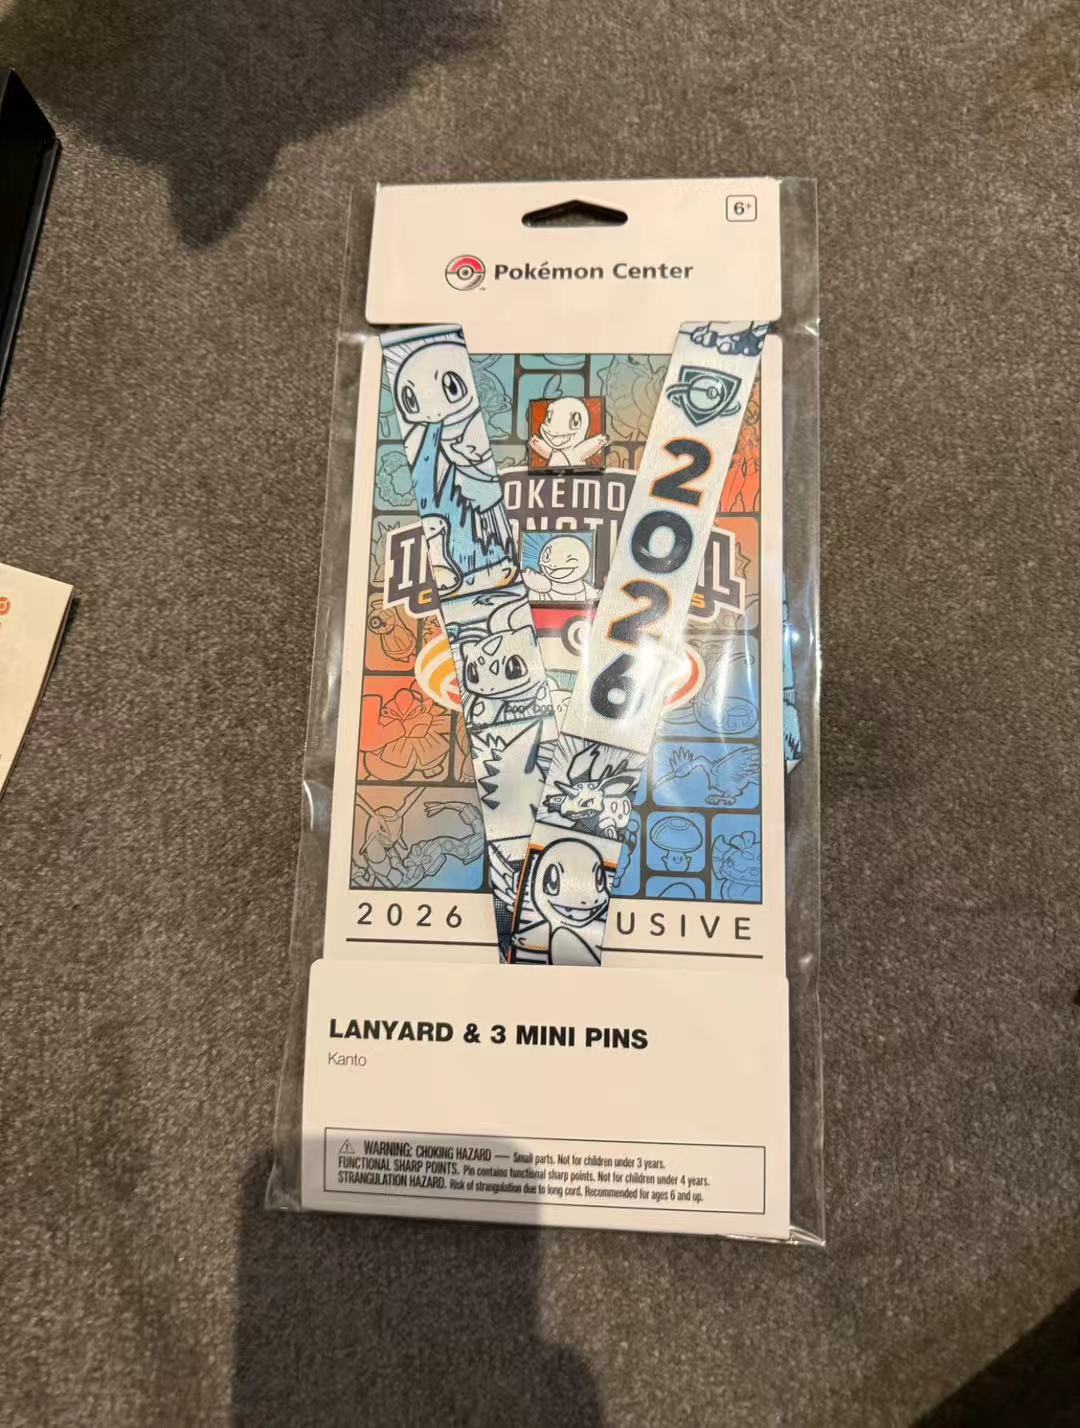 6+
Pokémon Center
2026
2026
USIVE
LANYARD & 3 MINI PINS
Kanto
WARNING: CHOKING HAZARD — Small parts. Not for children under 3 years.
FUNCTIONAL SHARP POINTS. Pin contains functional sharp points. Not for children under 4 years.
STRANGULATION HAZARD. Risk of strangulation due to long cord. Recommended for ages 6 and up.